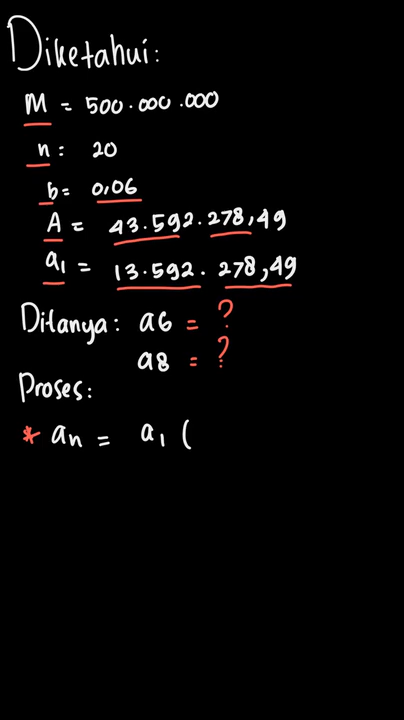 Diketahui:
M = 500.000.000
n: 20
b= 0,06
A = 43.592.278,49
a1 = 13.592.278,49
Ditanya: a6 = ?
a8 = ?
Proses:
* an = a1 (